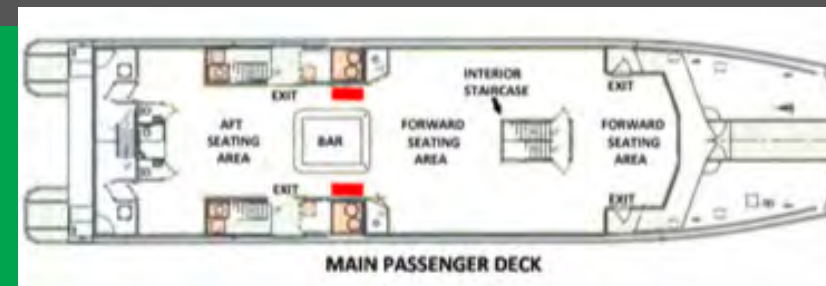 INTERIOR
STAIRCASE
EXIT
EXIT
AFT
SEATING
AREA
BAR
FORWARD
SEATING
AREA
FORWARD
SEATING
AREA
EXIT
EXIT
MAIN PASSENGER DECK